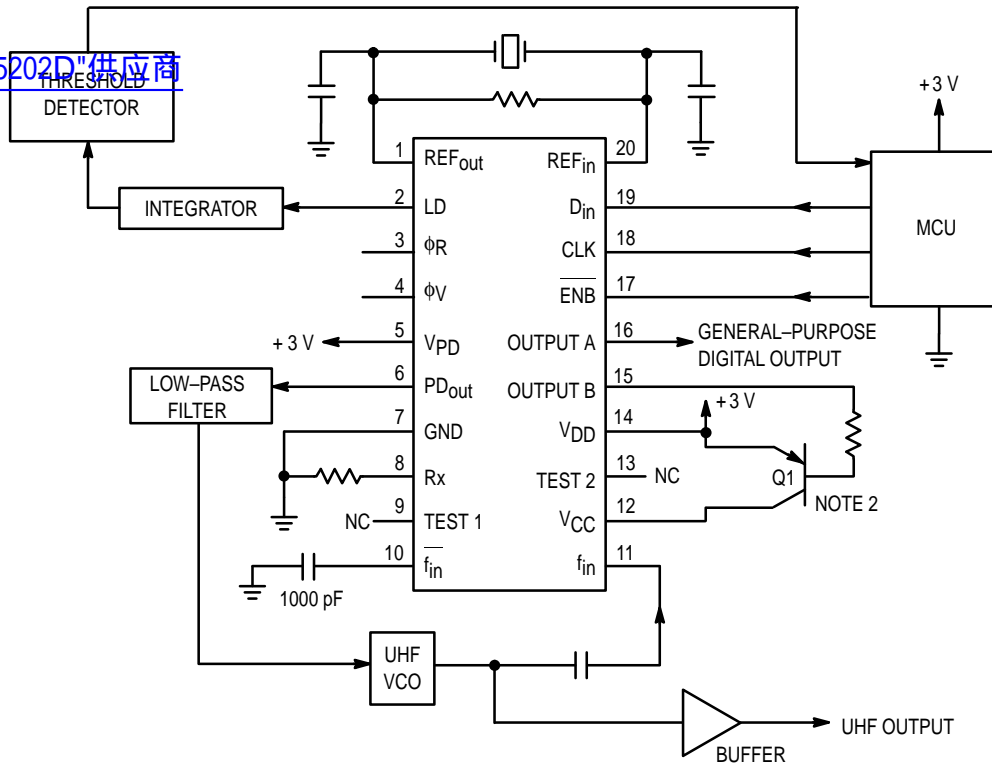 5202D"供应商
THRESHOLD
DETECTOR
+ 3 V
1
REFout
REFin
20
INTEGRATOR
2
LD
Din
19
MCU
3
ϕR
CLK
18
4
ϕV
ENB
17
+ 3 V
5
VPD
OUTPUT A
16
GENERAL–PURPOSE
DIGITAL OUTPUT
LOW–PASS
FILTER
6
PDout
OUTPUT B
15
+ 3 V
7
GND
VDD
14
8
Rx
TEST 2
13
NC
Q1
NOTE 2
NC
9
TEST 1
VCC
12
10
fin
fin
11
1000 pF
UHF
VCO
UHF OUTPUT
BUFFER